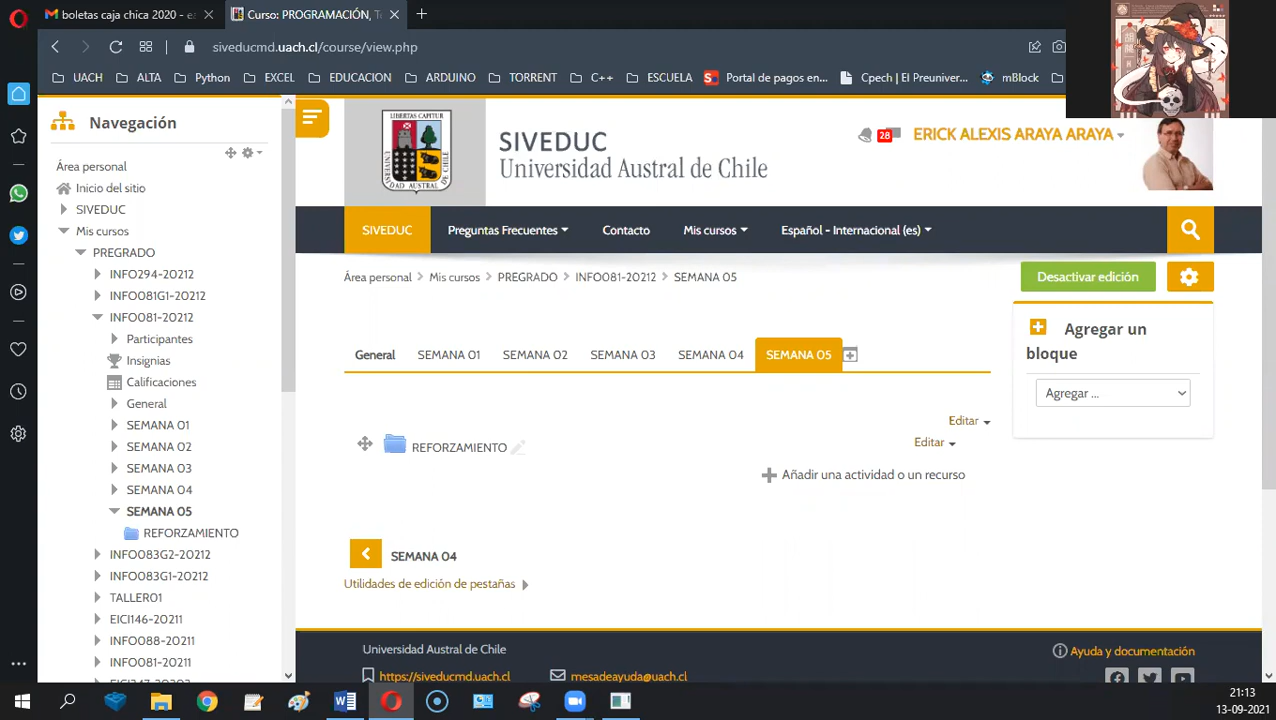 boletas caja chica 2020 - e
Curso: PROGRAMACIÓN, T
siveducmd.uach.cl/course/view.php
UACH
ALTA
Python
EXCEL
EDUCACION
ARDUINO
TORRENT
C++
ESCUELA
Portal de pagos en...
Cpech | El Preuniver...
mBlock
Navegación
Área personal
Inicio del sitio
SIVEDUC
Mis cursos
PREGRADO
INFO294-20212
INFO081G1-20212
INFO081-20212
Participantes
Insignias
Calificaciones
General
SEMANA 01
SEMANA 02
SEMANA 03
SEMANA 04
SEMANA 05
REFORZAMIENTO
INFO083G2-20212
INFO083G1-20212
TALLER01
EICI146-20211
INFO088-20211
INFO081-20211
LIBERTAS CAPITUR
SIVEDUC
Universidad Austral de Chile
28
ERICK ALEXIS ARAYA ARAYA
SIVEDUC
Preguntas Frecuentes
Contacto
Mis cursos
Español - Internacional (es)
Área personal
Mis cursos
PREGRADO
INFO081-20212
SEMANA 05
Desactivar edición
General
SEMANA 01
SEMANA 02
SEMANA 03
SEMANA 04
SEMANA 05
Agregar un
bloque
Agregar ...
Editar
REFORZAMIENTO
Editar
Añadir una actividad o un recurso
SEMANA 04
Utilidades de edición de pestañas
Universidad Austral de Chile
Ayuda y documentación
https://siveducmd.uach.cl
mesadeayuda@uach.cl
21:13
13-09-2021